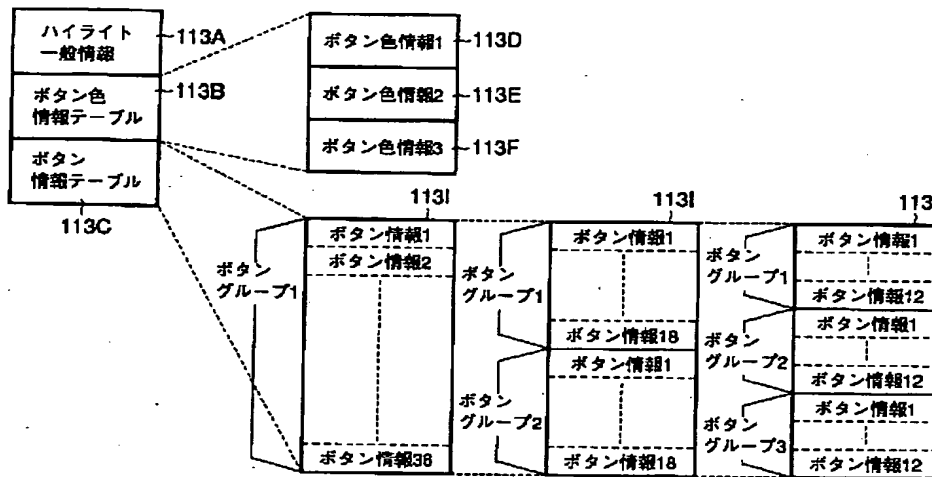 ハイライト
一般情報
113A
ボタン色
情報テーブル
113B
ボタン
情報テーブル
113C
ボタン色情報1
113D
ボタン色情報2
113E
ボタン色情報3
113F
113I
ボタン
グループ1
ボタン情報1
ボタン情報2
ボタン情報36
113I
ボタン
グループ1
ボタン情報1
ボタン情報18
ボタン
グループ2
ボタン情報1
ボタン情報18
113
ボタン
グループ1
ボタン情報1
ボタン情報12
ボタン
グループ2
ボタン情報1
ボタン情報12
ボタン
グループ3
ボタン情報1
ボタン情報12